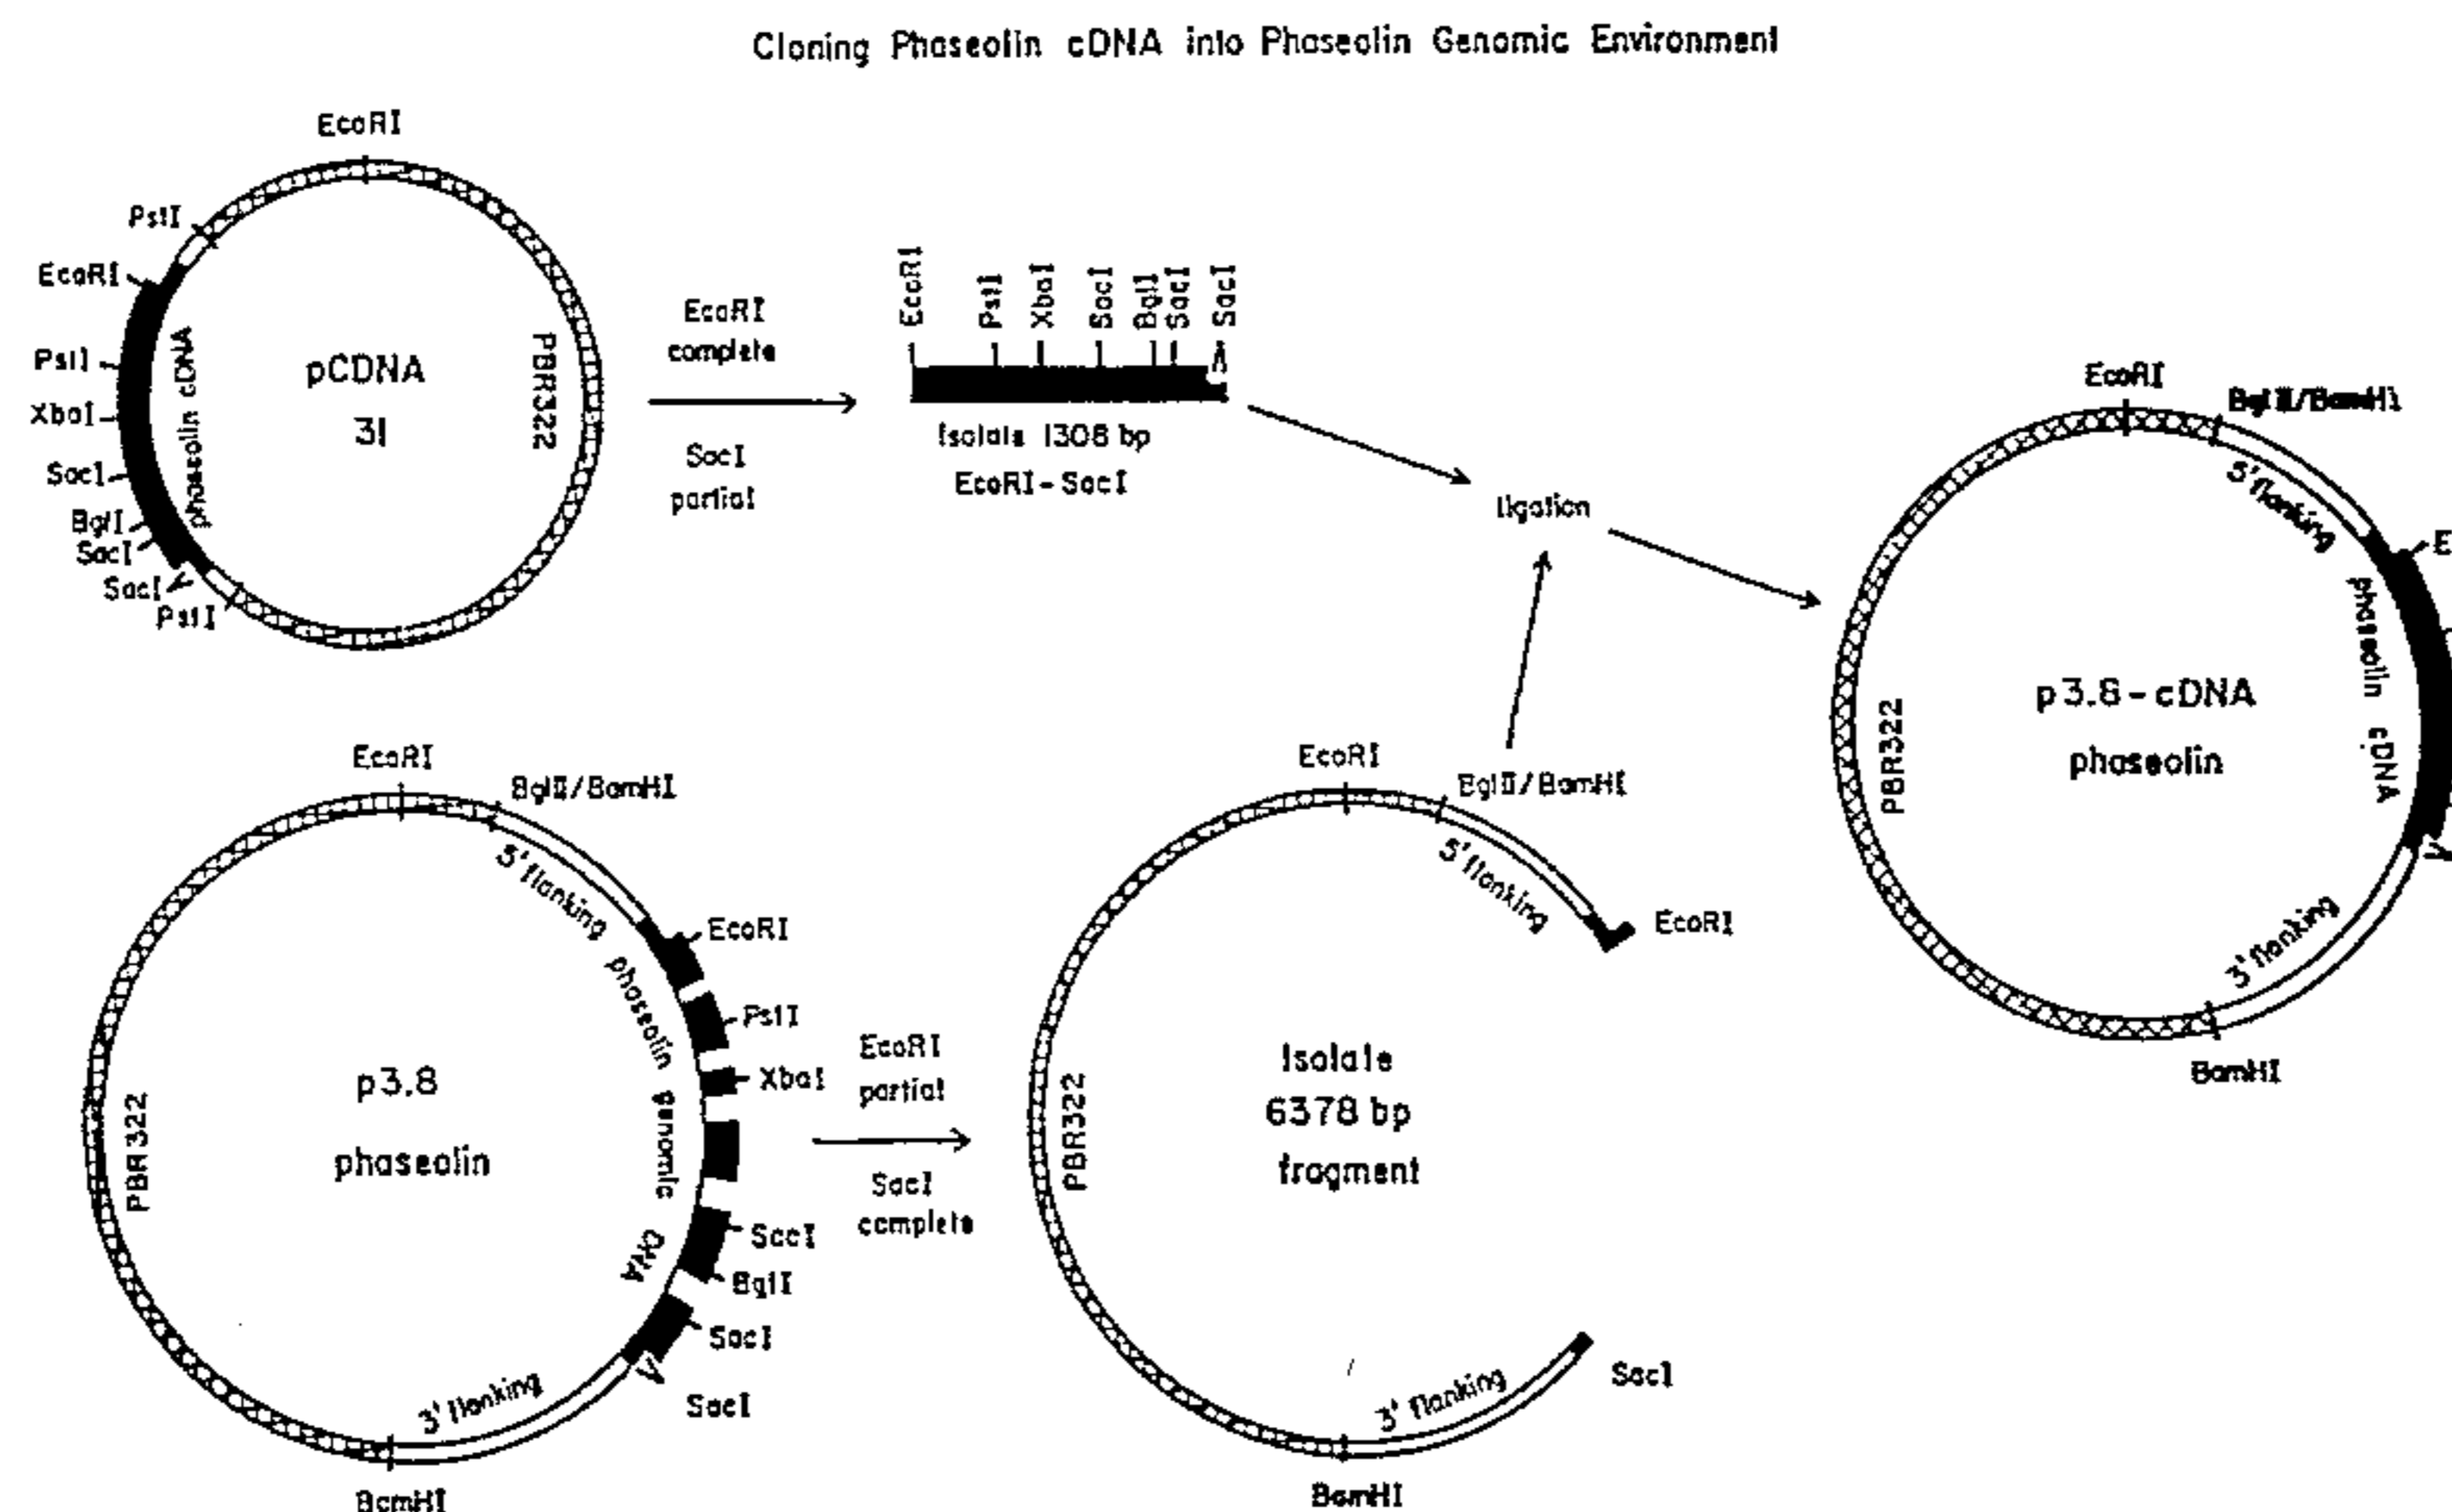 Cloning Phaseolin cDNA into Phaseolin Genomic Environment
EcoRI
PstI
EcoRI
PstI
XbaI
SacI
BglI
SacI
SacI
PstI
phaseolin cDNA
pCDNA
31
PBR322
EcoRI
complete
SacI
partial
EcoRI
PstI
XbaI
SacI
BglI
SacI
SacI
Isolate 1308 bp
EcoRI-SacI
ligation
EcoRI
BglII/BamHI
5' flanking
E
phaseolin cDNA
p3.8-cDNA
phaseolin
PBR322
3' flanking
BamHI
EcoRI
BglII/BamHI
5' flanking
EcoRI
PstI
XbaI
SacI
BglI
SacI
SacI
phaseolin genomic DNA
p3.8
phaseolin
PBR322
3' flanking
BamHI
EcoRI
partial
SacI
complete
EcoRI
BglII/BamHI
5' flanking
EcoRI
Isolate
6378 bp
fragment
PBR322
SacI
3' flanking
BamHI